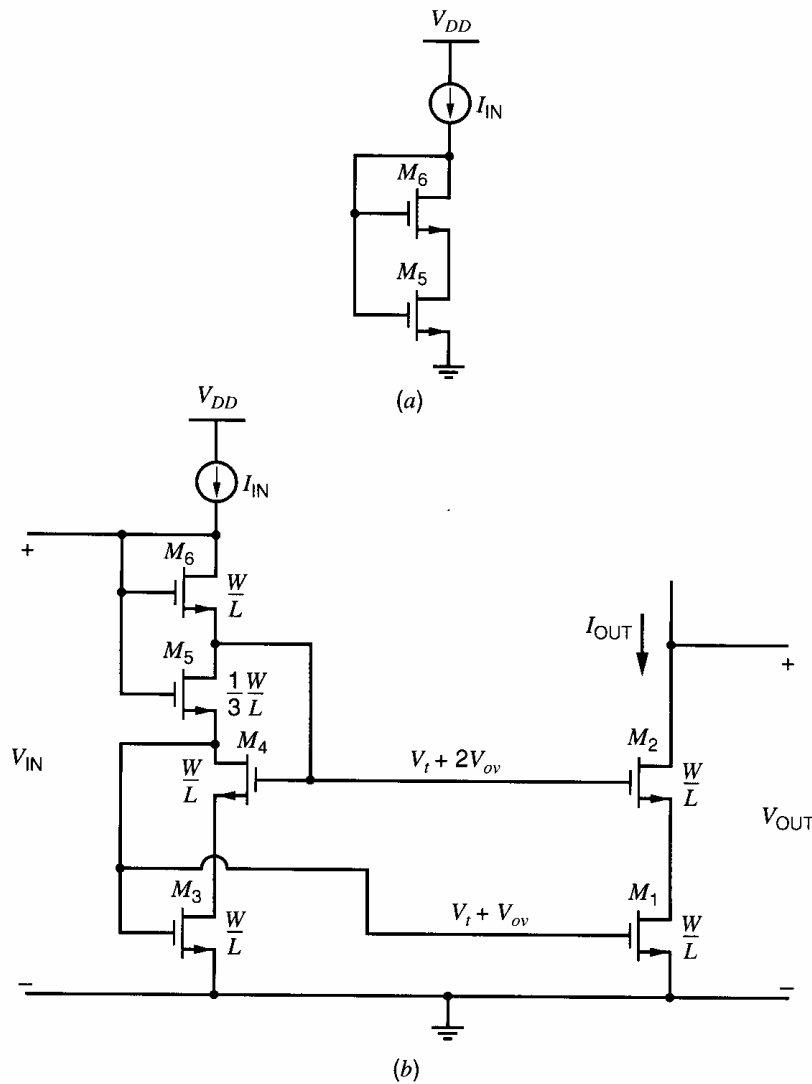 V_DD
I_IN
M_6
M_5
(a)
V_DD
I_IN
+
M_6
W/L
M_5
1/3 W/L
I_OUT
+
V_IN
M_4
W/L
V_t + 2V_ov
M_2
W/L
V_OUT
M_3
W/L
V_t + V_ov
M_1
W/L
−
−
(b)